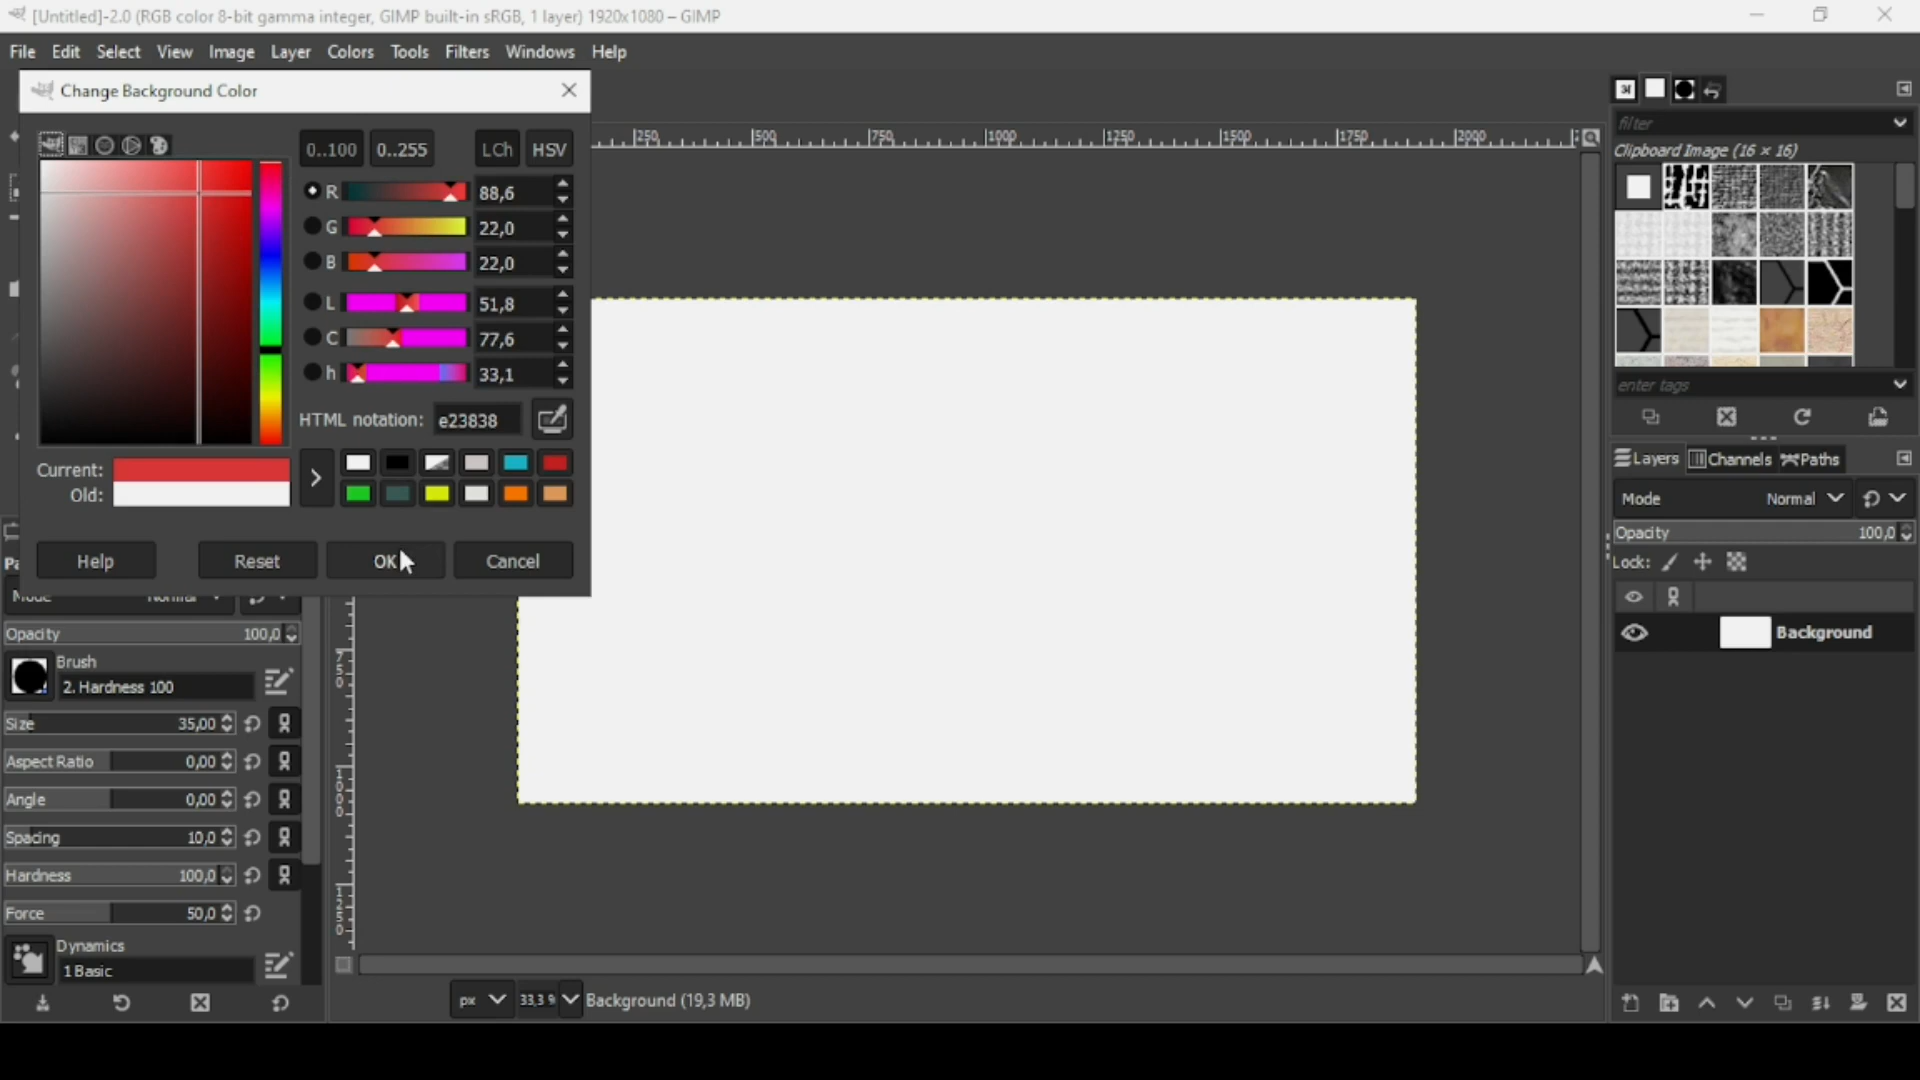 [Untitled]-2.0 (RGB color 8-bit gamma integer, GIMP built-in sRGB, 1 layer) 1920x1080 – GIMP
File Edit Select View Image Layer Colors Tools Filters Windows Help
Change Background Color
0..100 0..255 LCh HSV
R 88,6
G 22,0
B 22,0
L 51,8
C 77,6
h 33,1
HTML notation: e23838
Current:
Old:
Help Reset OK Cancel
250 500 750 1000 1250 1500 1750 2000
750
1000
1250
Mode Normal
Opacity 100,0
Brush
2. Hardness 100
Size 35,00
Aspect Ratio 0,00
Angle 0,00
Spacing 10,0
Hardness 100,0
Force 50,0
Dynamics
1 Basic
px 33,3 % Background (19,3 MB)
filter
Clipboard Image (16 × 16)
enter tags
Layers Channels Paths
Mode Normal
Opacity 100,0
Lock:
Background